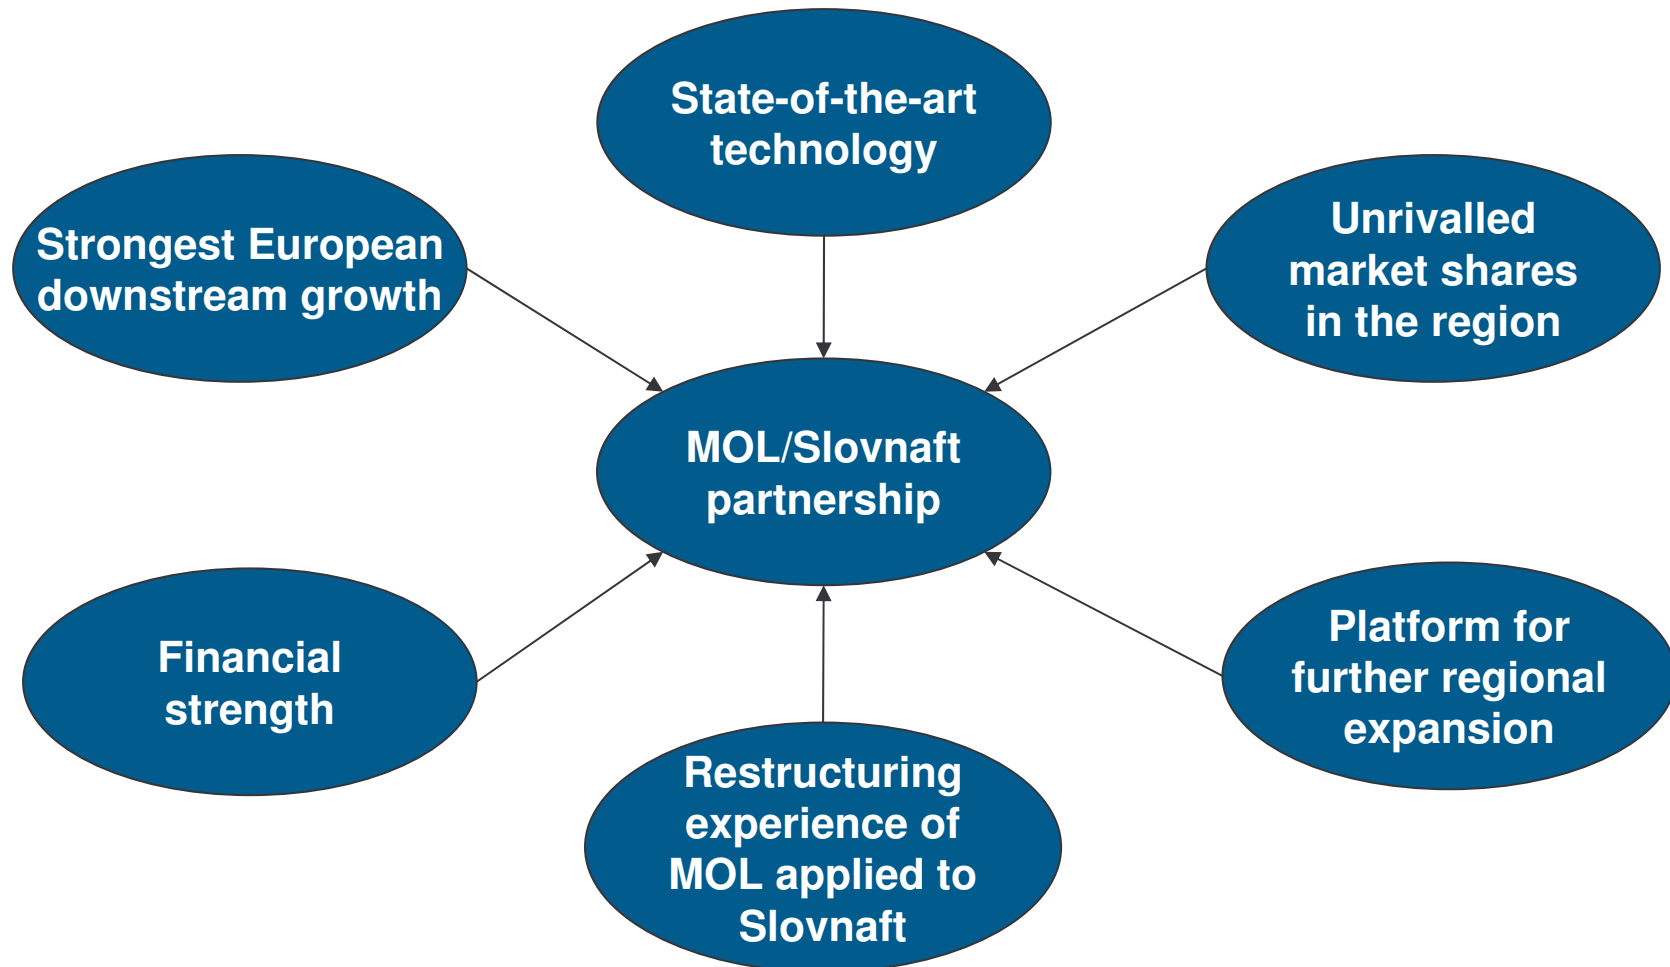 State-of-the-art
technology
Strongest European
downstream growth
Unrivalled
market shares
in the region
MOL/Slovnaft
partnership
Financial
strength
Platform for
further regional
expansion
Restructuring
experience of
MOL applied to
Slovnaft